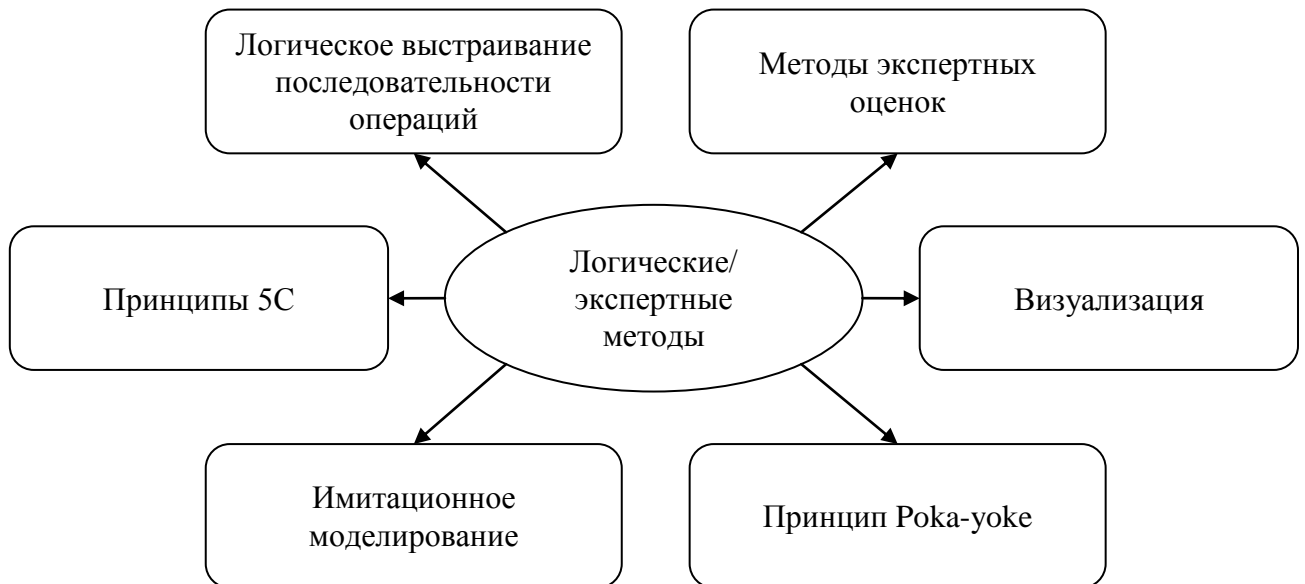 Логическое выстраивание
последовательности
операций
Методы экспертных
оценок
Принципы 5С
Логические/
экспертные
методы
Визуализация
Имитационное
моделирование
Принцип Poka-yoke